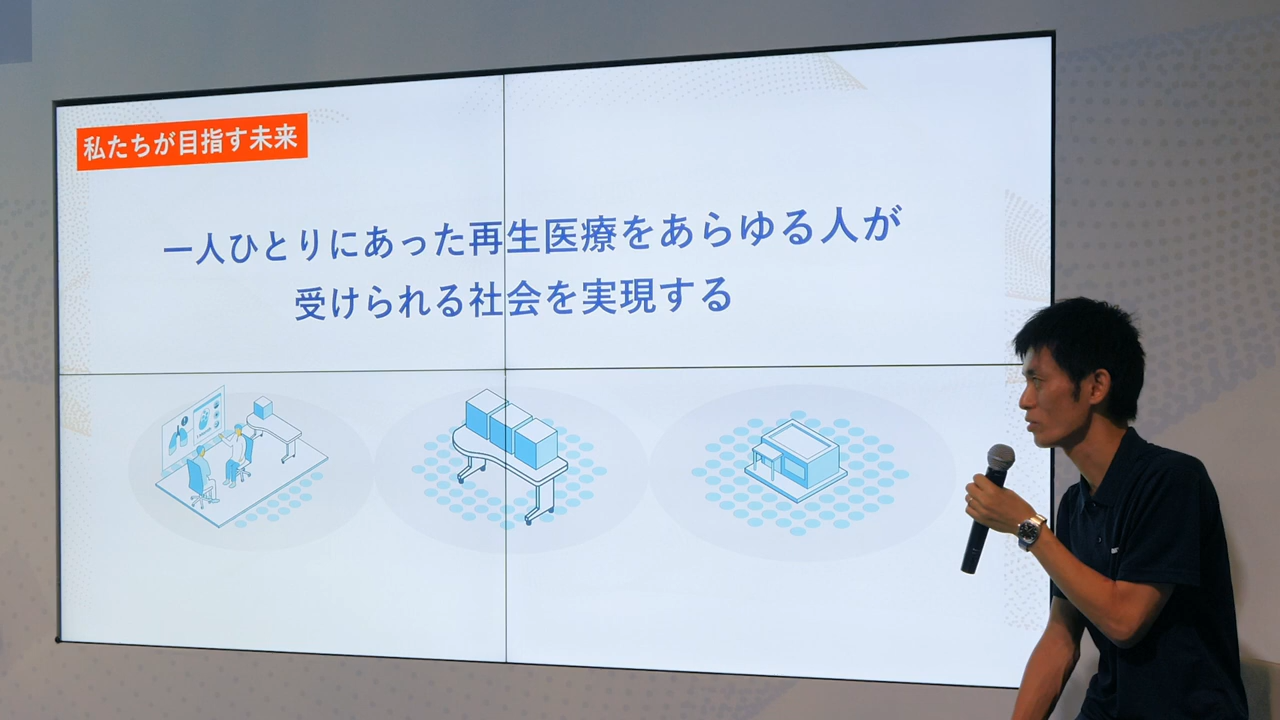 私たちが目指す未来
一人ひとりにあった再生医療をあらゆる人が
受けられる社会を実現する